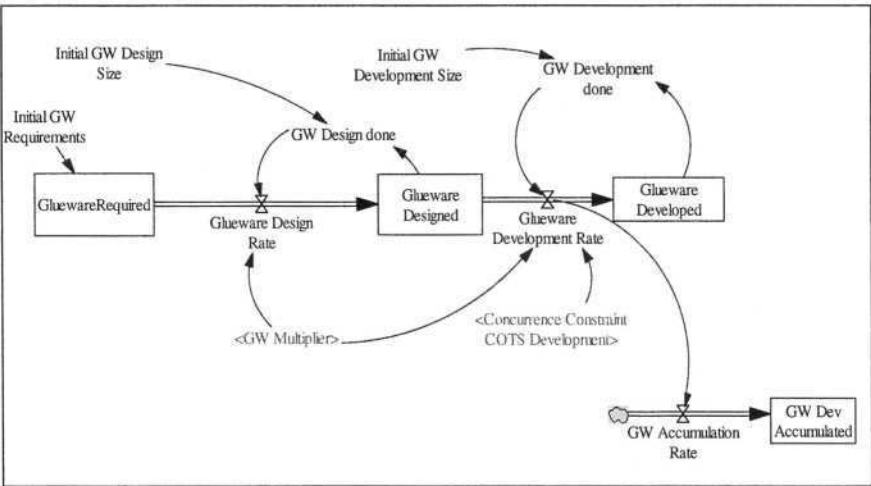 Initial GW Design
Size
Initial GW
Development Size
GW Development
done
Initial GW
Requirements
GW Design done
GluewareRequired
Glueware Design
Rate
Glueware
Designed
Glueware
Development Rate
Glueware
Developed
<GW Multiplier>
<Concurrence Constraint
COTS Development>
GW Accumulation
Rate
GW Dev
Accumulated